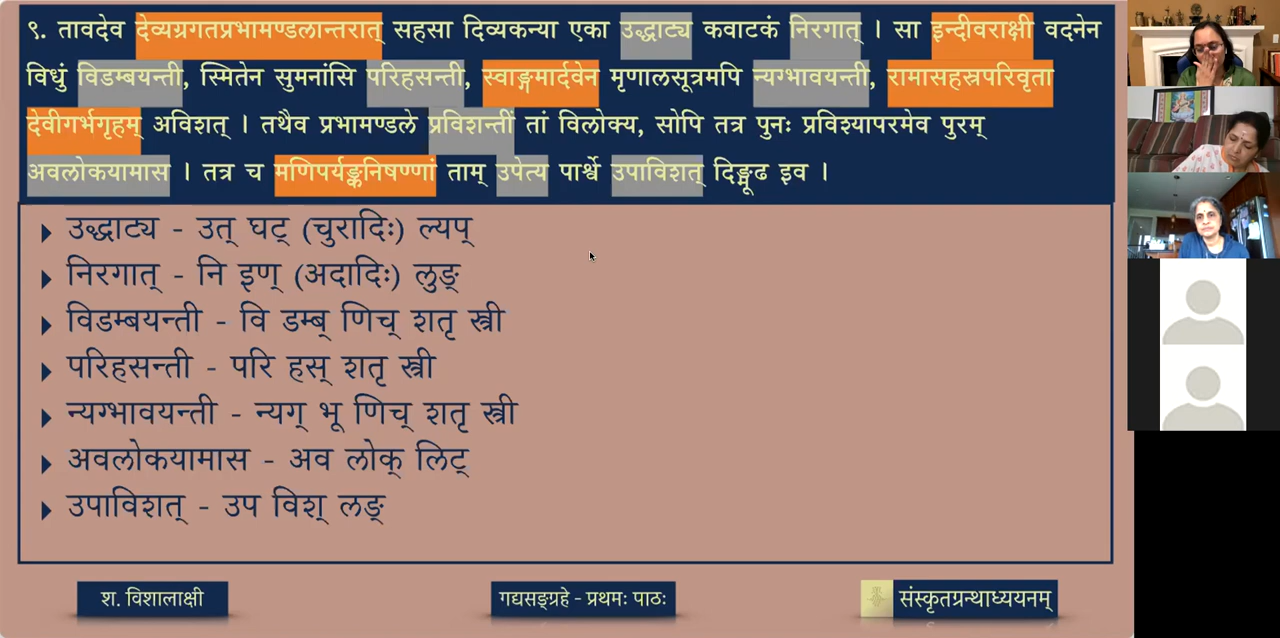 ९. तावदेव देव्यग्रगतप्रभामण्डलान्तरात् सहसा दिव्यकन्या एका उद्घाट्य कवाटकं निरगात् । सा इन्दीवराक्षी वदनेन
विधुं विडम्बयन्ती, स्मितेन सुमनांसि परिहसन्ती, स्वाङ्गमार्दवेन मृणालसूत्रमपि न्यग्भावयन्ती, रामासहस्रपरिवृता
देवीगर्भगृहम् अविशत् । तथैव प्रभामण्डले प्रविशन्तीं तां विलोक्य, सोपि तत्र पुनः प्रविश्यापरमेव पुरम्
अवलोकयामास । तत्र च मणिपर्यङ्कनिषण्णां ताम् उपेत्य पार्श्वे उपाविशत् दिङ्मूढ इव ।
उद्घाट्य - उत् घट् (चुरादिः) ल्यप्
निरगात् - नि इण् (अदादिः) लुङ्
विडम्बयन्ती - वि डम्ब् णिच् शतृ स्त्री
परिहसन्ती - परि हस् शतृ स्त्री
न्यग्भावयन्ती - न्यग् भू णिच् शतृ स्त्री
अवलोकयामास - अव लोक् लिट्
उपाविशत् - उप विश् लङ्
श. विशालाक्षी
गद्यसङ्ग्रहे - प्रथमः पाठः
संस्कृतग्रन्थाध्ययनम्